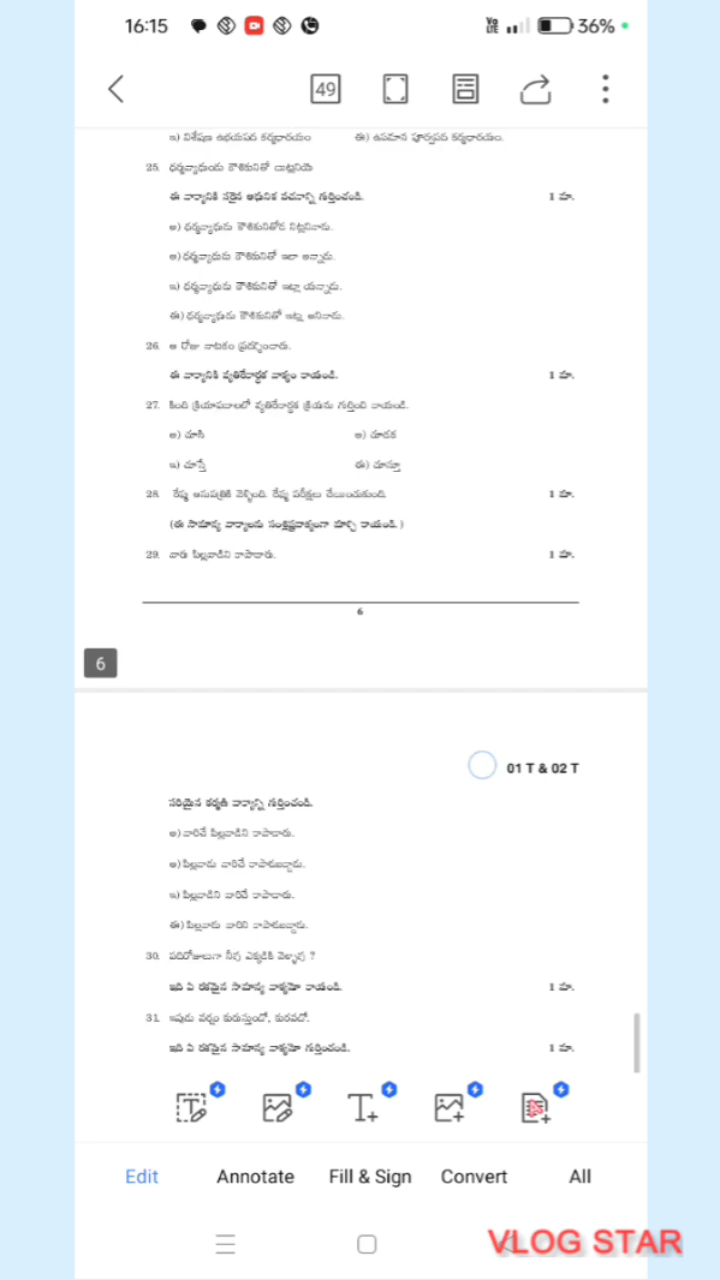 16:15
Vo LTE 36%
49
ఇ) విశేషణ ఉభయపద కర్మధారయం ఈ) ఉపమాన పూర్వపద కర్మధారయం.
25. ధర్మవ్యాధుండు కౌశికునితో యిట్లనియె
ఈ వాక్యానికి సరైన ఆధునిక వచనాన్ని గుర్తించండి. 1 మా.
అ) ధర్మవ్యాధుడు కౌశికునితోడ నిట్లనినాడు.
ఆ) ధర్మవ్యాధుడు కౌశికునితో ఇలా అన్నాడు.
ఇ) ధర్మవ్యాధుడు కౌశికునితో ఇట్లా యన్నాడు.
ఈ) ధర్మవ్యాధుడు కౌశికునితో ఇట్ల అనినాడు.
26. ఆ రోజు నాటకం ప్రదర్శించారు.
ఈ వాక్యానికి వ్యతిరేకార్థక వాక్యం రాయండి. 1 మా.
27. కింది క్రియాపదాలలో వ్యతిరేకార్థక క్రియను గుర్తించి రాయండి.
అ) చూసి ఆ) చూడక
ఇ) చూస్తే ఈ) చూస్తూ
28. రేష్మ ఆసుపత్రికి వెళ్ళింది. రేష్మ పరీక్షలు చేయించుకుంది. 1 మా.
(ఈ సామాన్య వాక్యాలను సంశ్లిష్టవాక్యంగా మార్చి రాయండి.)
29. వారు పిల్లవాడిని కాపాడారు. 1 మా.
6
6
01 T & 02 T
సరియైన కర్మణి వాక్యాన్ని గుర్తించండి.
అ) వారిచే పిల్లవాడిని కాపాడారు.
ఆ) పిల్లవాడు వారిచే కాపాడబడ్డాడు.
ఇ) పిల్లవాడిని వారిచే కాపాడారు.
ఈ) పిల్లవాడు వారిని కాపాడబడ్డాడు.
30. పదిరోజులుగా నీవు ఎక్కడికి వెళ్ళావు ?
ఇది ఏ రకమైన సామాన్య వాక్యమో రాయండి. 1 మా.
31. ఇపుడు వర్షం కురుస్తుందో, కురవదో.
ఇది ఏ రకమైన సామాన్య వాక్యమో గుర్తించండి. 1 మా.
Edit Annotate Fill & Sign Convert All
VLOG STAR